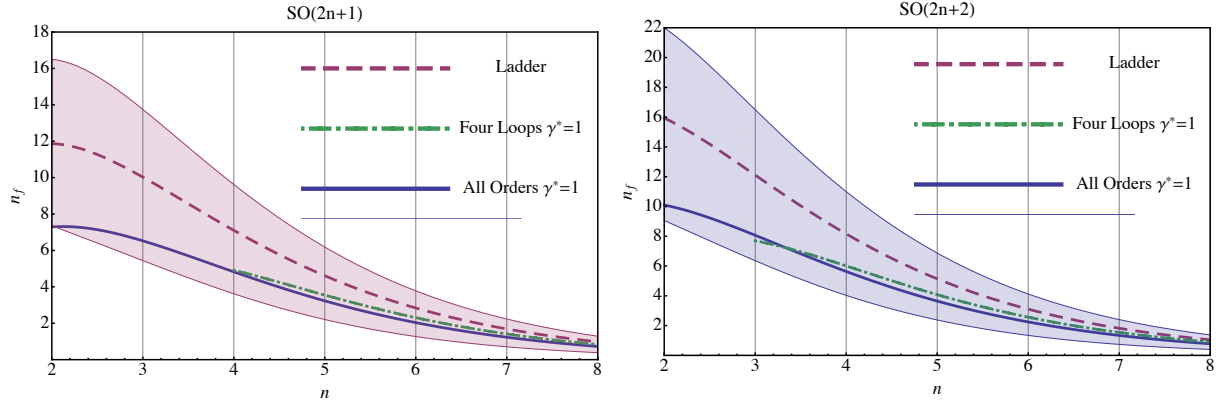 SO(2n+1)
18
16
14
12
10
8
6
4
2
n_f
Ladder
Four Loops γ*=1
All Orders γ*=1
2 3 4 5 6 7 8
n
SO(2n+2)
22
20
18
16
14
12
10
8
6
4
2
n_f
Ladder
Four Loops γ*=1
All Orders γ*=1
2 3 4 5 6 7 8
n